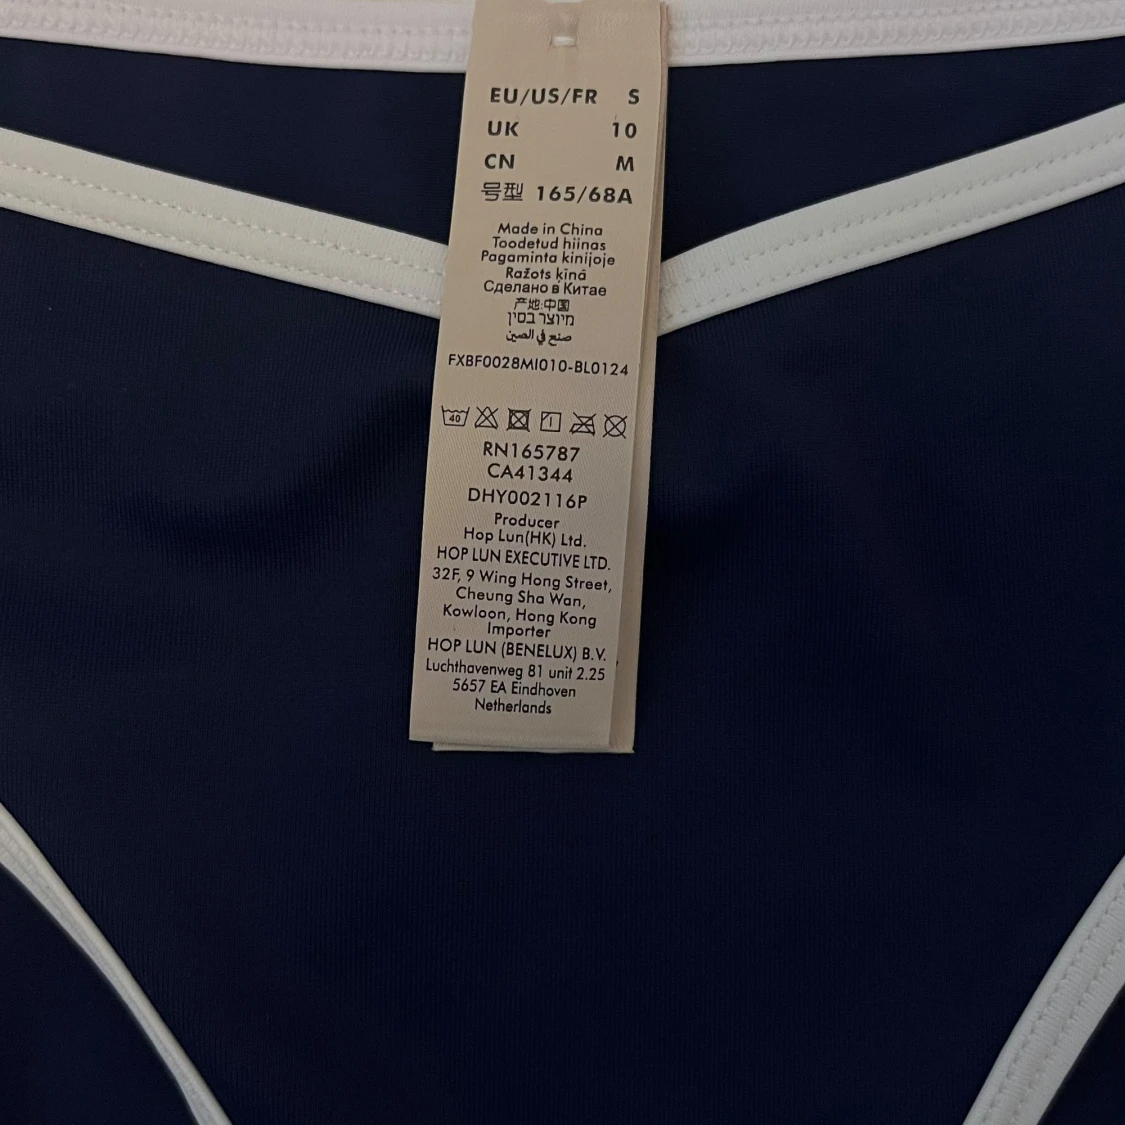 EU/US/FR S
UK 10
CN M
号型 165/68A
Made in China
Toodetud hiinas
Pagaminta kinijoje
Ražots ķīnā
Сделано в Китае
产地:中国
מיוצר בסין
صنع في الصين
FXBF0028MI010-BL0124
40
RN165787
CA41344
DHY002116P
Producer
Hop Lun(HK) Ltd.
HOP LUN EXECUTIVE LTD.
32F, 9 Wing Hong Street,
Cheung Sha Wan,
Kowloon, Hong Kong
Importer
HOP LUN (BENELUX) B.V.
Luchthavenweg 81 unit 2.25
5657 EA Eindhoven
Netherlands